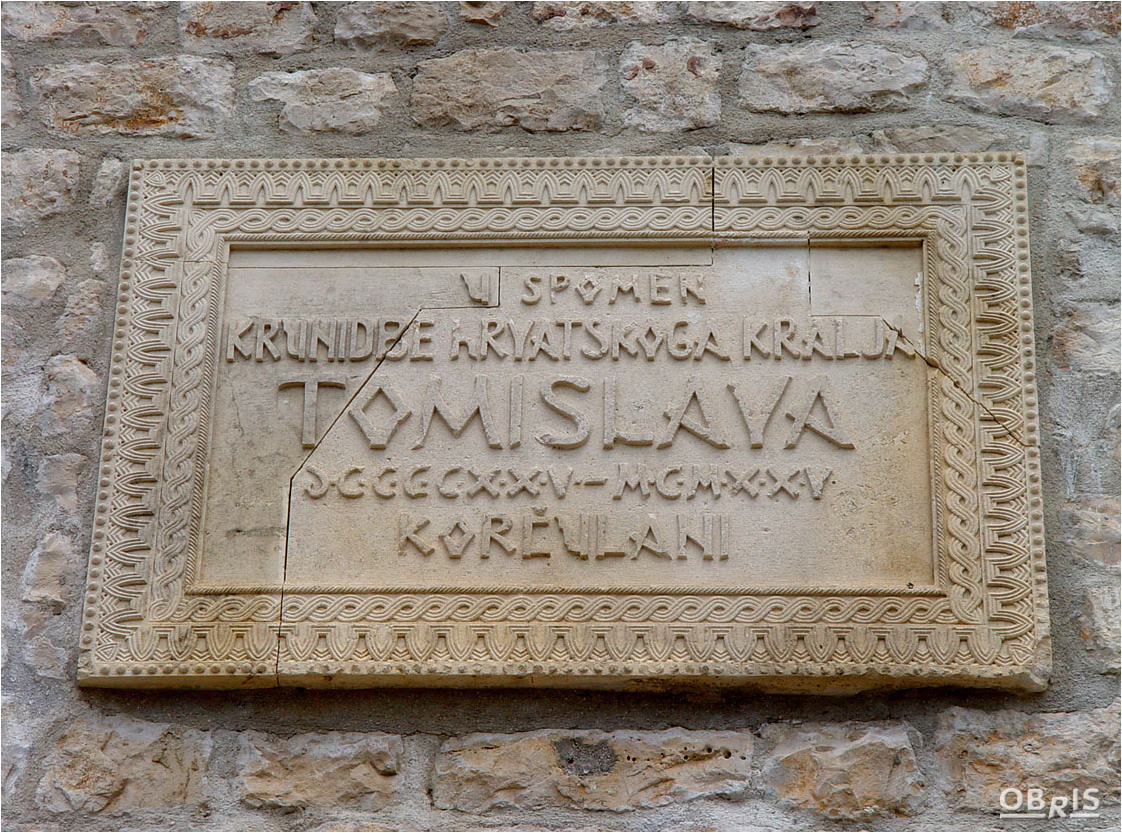 U SPOMEN
KRUNIDBE HRVATSKOGA KRALJA
TOMISLAVA
DCCCCXXV-MCMXXV
KORČULANI
OBRIS